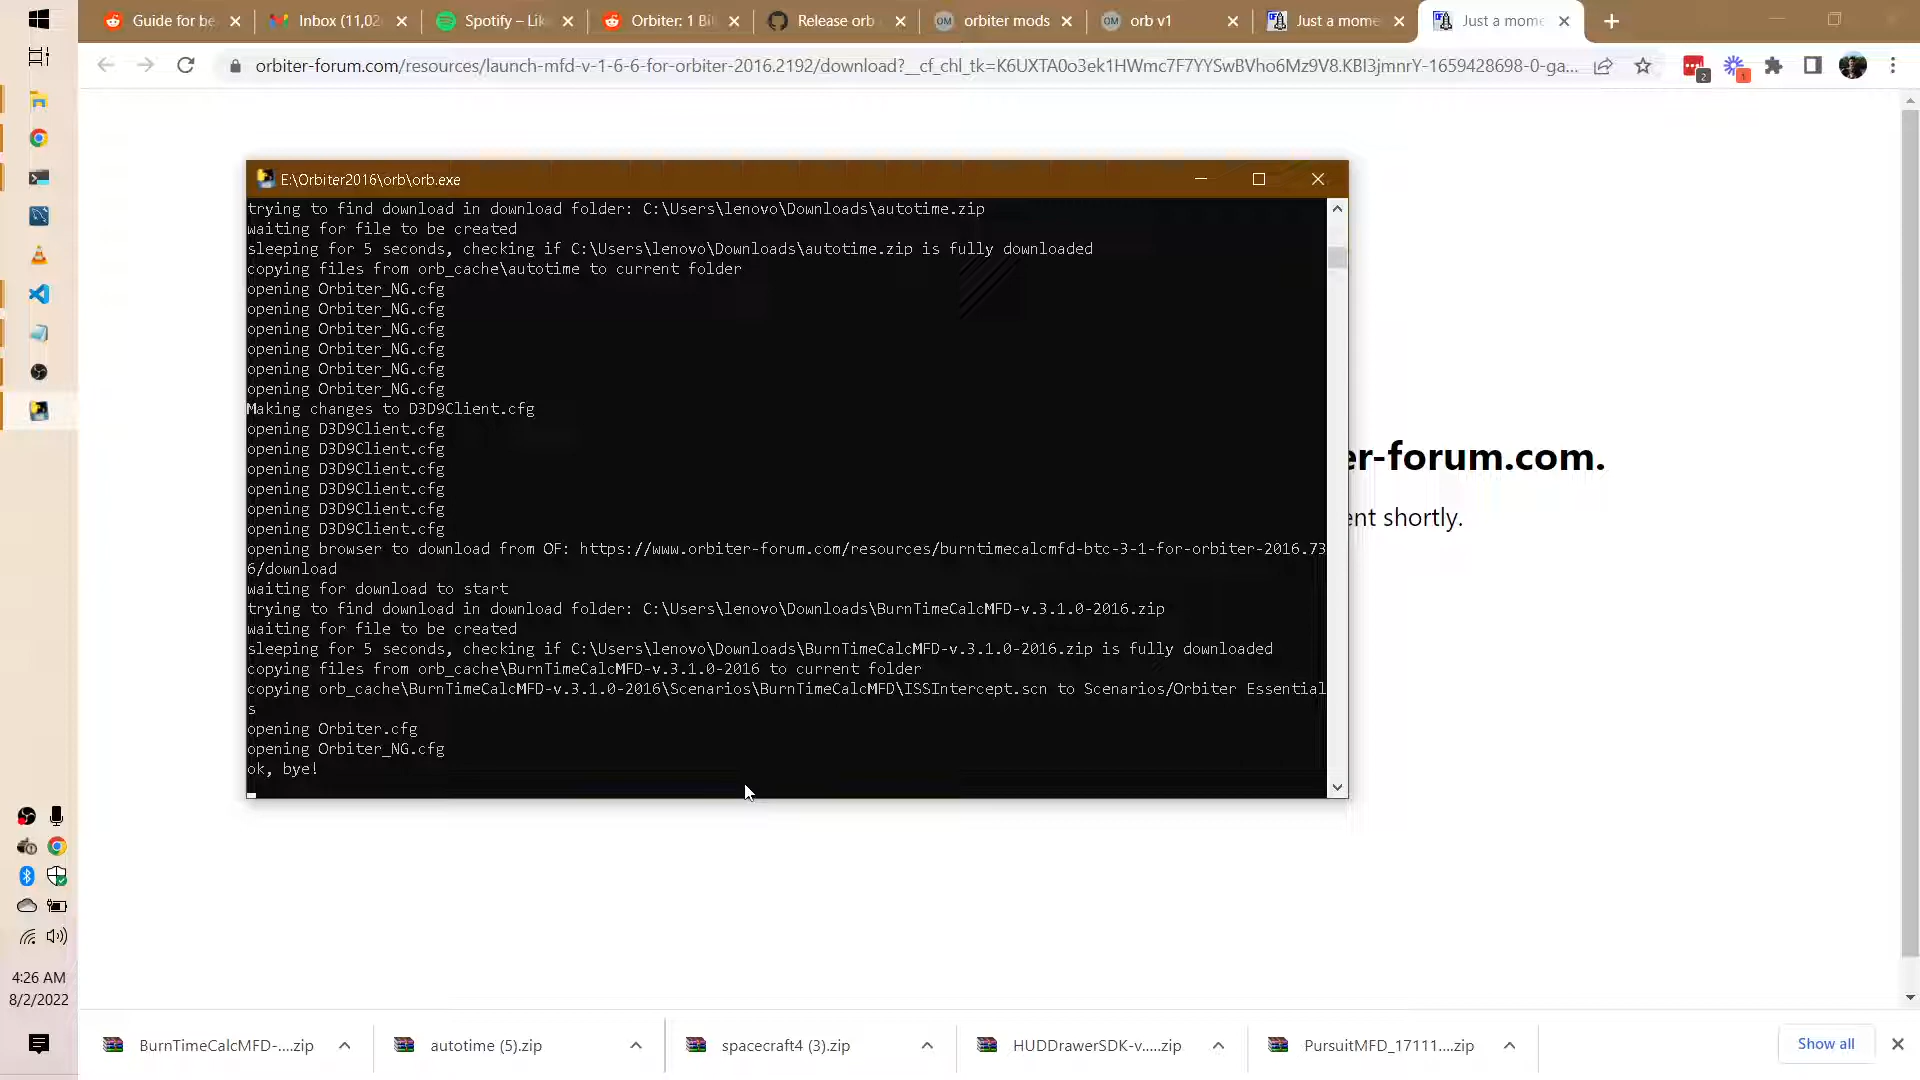 Guide for be
Inbox (11,02
Spotify – Lik
Orbiter: 1 Bil
Release orb
orbiter mods
orb v1
Just a mome
Just a mome
orbiter-forum.com/resources/launch-mfd-v-1-6-6-for-orbiter-2016.2192/download?__cf_chl_tk=K6UXTA0o3ek1HWmc7F7YYSwBVho6Mz9V8.KBI3jmnrY-1659428698-0-ga...
2
1
E:\Orbiter2016\orb\orb.exe
trying to find download in download folder: C:\Users\lenovo\Downloads\autotime.zip
waiting for file to be created
sleeping for 5 seconds, checking if C:\Users\lenovo\Downloads\autotime.zip is fully downloaded
copying files from orb_cache\autotime to current folder
opening Orbiter_NG.cfg
opening Orbiter_NG.cfg
opening Orbiter_NG.cfg
opening Orbiter_NG.cfg
opening Orbiter_NG.cfg
opening Orbiter_NG.cfg
Making changes to D3D9Client.cfg
opening D3D9Client.cfg
opening D3D9Client.cfg
opening D3D9Client.cfg
opening D3D9Client.cfg
opening D3D9Client.cfg
opening D3D9Client.cfg
opening browser to download from OF: https://www.orbiter-forum.com/resources/burntimecalcmfd-btc-3-1-for-orbiter-2016.73
6/download
waiting for download to start
trying to find download in download folder: C:\Users\lenovo\Downloads\BurnTimeCalcMFD-v.3.1.0-2016.zip
waiting for file to be created
sleeping for 5 seconds, checking if C:\Users\lenovo\Downloads\BurnTimeCalcMFD-v.3.1.0-2016.zip is fully downloaded
copying files from orb_cache\BurnTimeCalcMFD-v.3.1.0-2016 to current folder
copying orb_cache\BurnTimeCalcMFD-v.3.1.0-2016\Scenarios\BurnTimeCalcMFD\ISSIntercept.scn to Scenarios/Orbiter Essential
s
opening Orbiter.cfg
opening Orbiter_NG.cfg
ok, bye!
er-forum.com.
ent shortly.
4:26 AM
8/2/2022
BurnTimeCalcMFD-....zip
autotime (5).zip
spacecraft4 (3).zip
HUDDrawerSDK-v.....zip
PursuitMFD_17111....zip
Show all